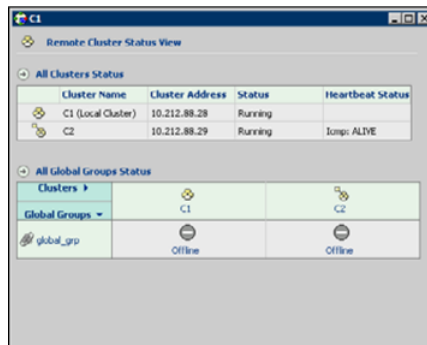 C1
Remote Cluster Status View
All Clusters Status
Cluster Name Cluster Address Status Heartbeat Status
C1 (Local Cluster) 10.212.88.28 Running
C2 10.212.88.29 Running Icmp: ALIVE
All Global Groups Status
Clusters
C1 C2
Global Groups
global_grp
Offline Offline